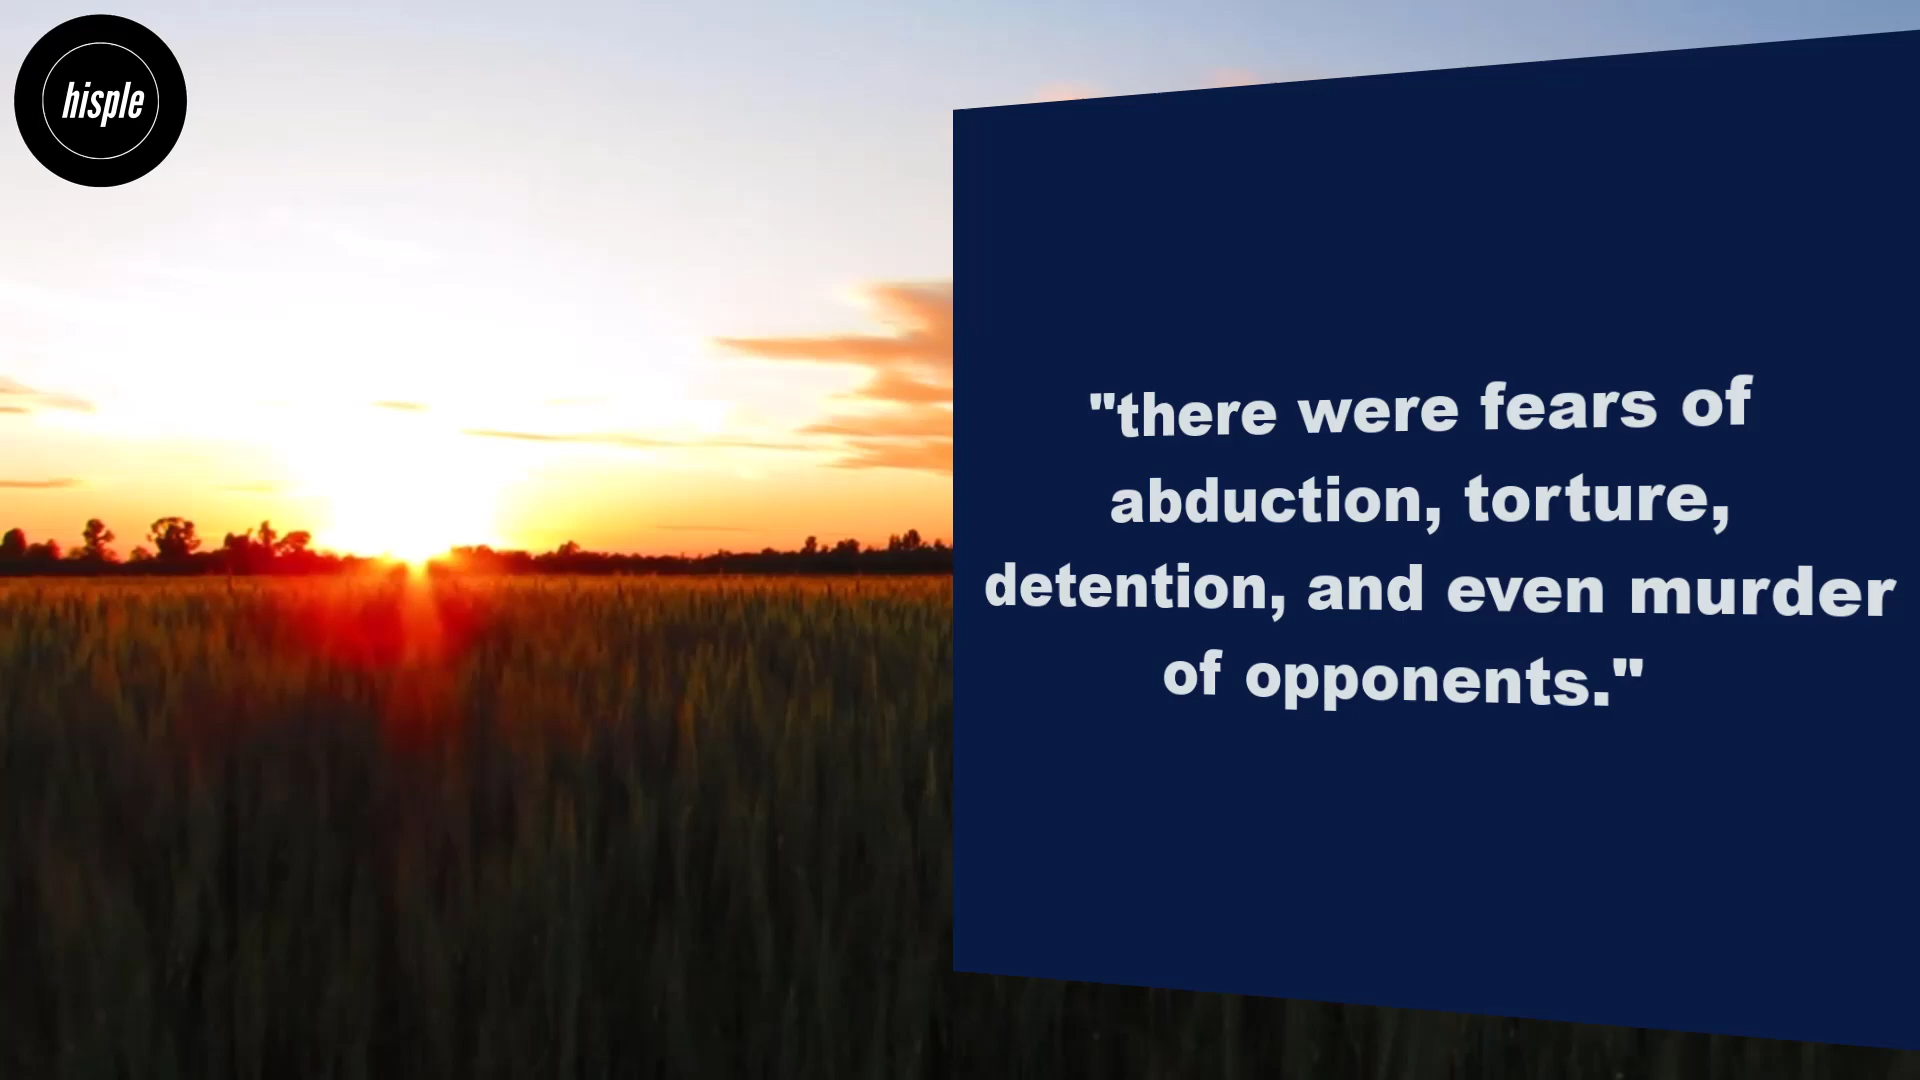 hisple
"there were fears of
abduction, torture,
detention, and even murder
of opponents."